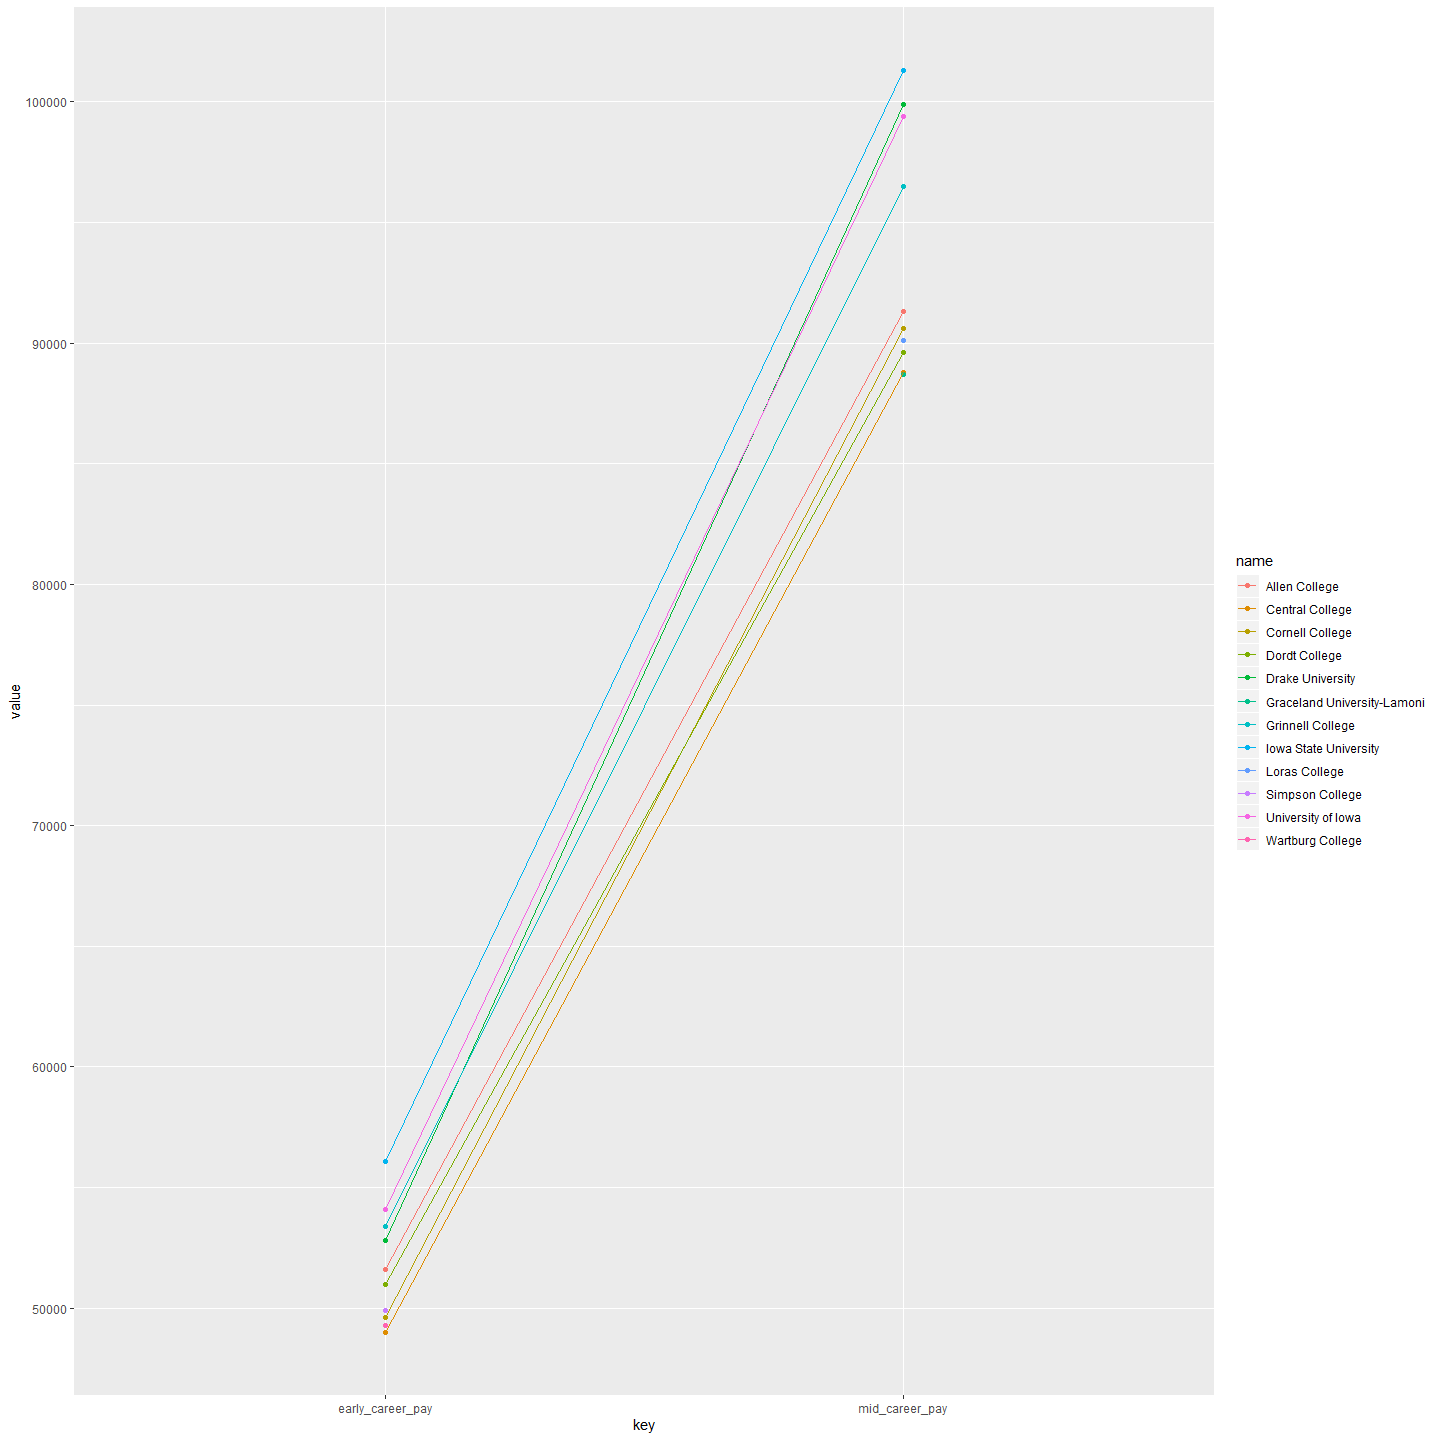 100000
90000
80000
70000
60000
50000
value
early_career_pay
mid_career_pay
key
name
Allen College
Central College
Cornell College
Dordt College
Drake University
Graceland University-Lamoni
Grinnell College
Iowa State University
Loras College
Simpson College
University of Iowa
Wartburg College